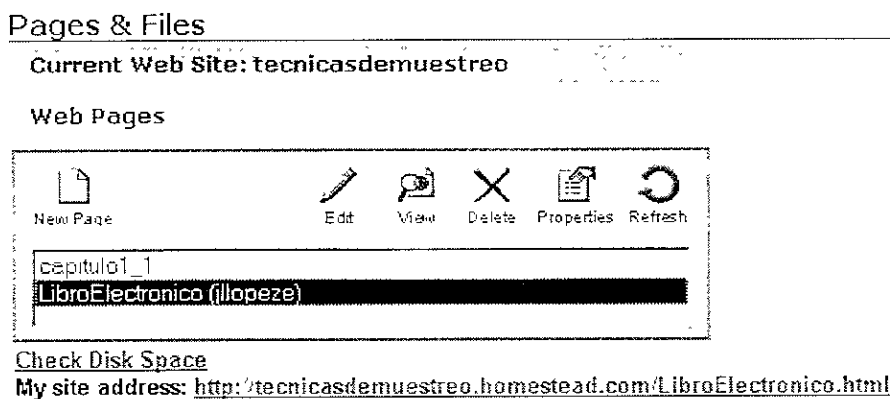 Pages & Files
Current Web Site: tecnicasdemuestreo
Web Pages
New Page Edit View Delete Properties Refresh
capitulo1_1
LibroElectronico (jllopeze)
Check Disk Space
My site address: http:/tecnicasdemuestreo.homestead.com/LibroElectronico.html